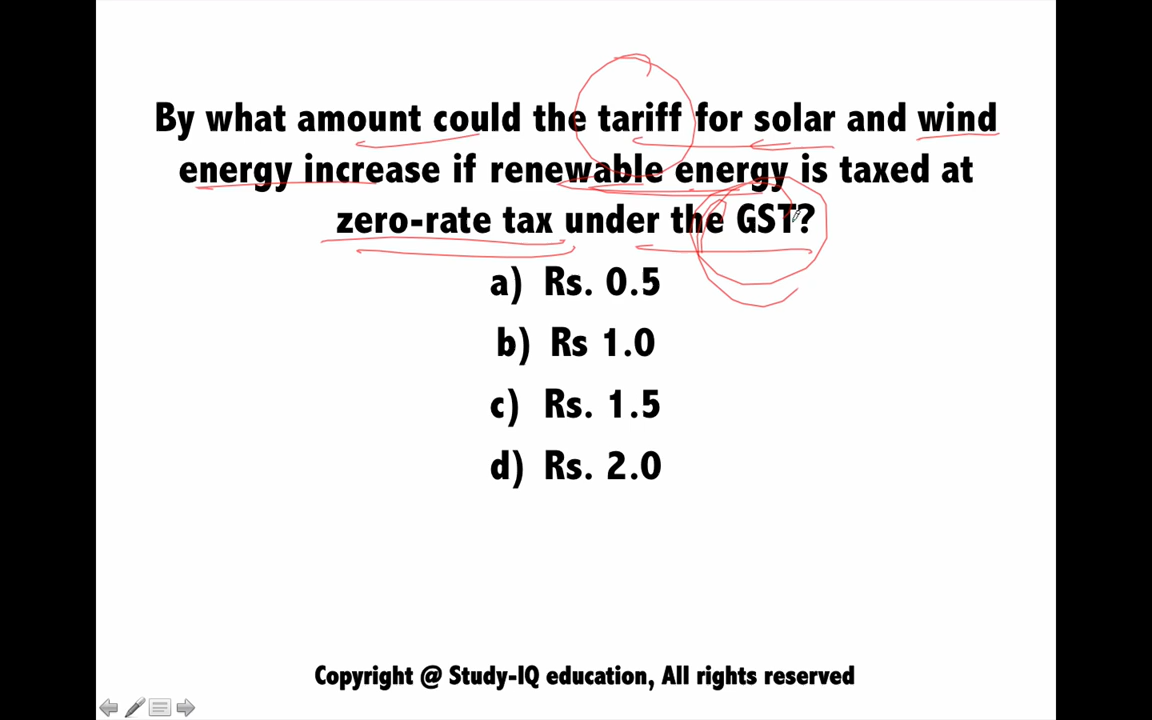 By what amount could the tariff for solar and wind
energy increase if renewable energy is taxed at
zero-rate tax under the GST?
a) Rs. 0.5
b) Rs 1.0
c) Rs. 1.5
d) Rs. 2.0
Copyright @ Study-IQ education, All rights reserved